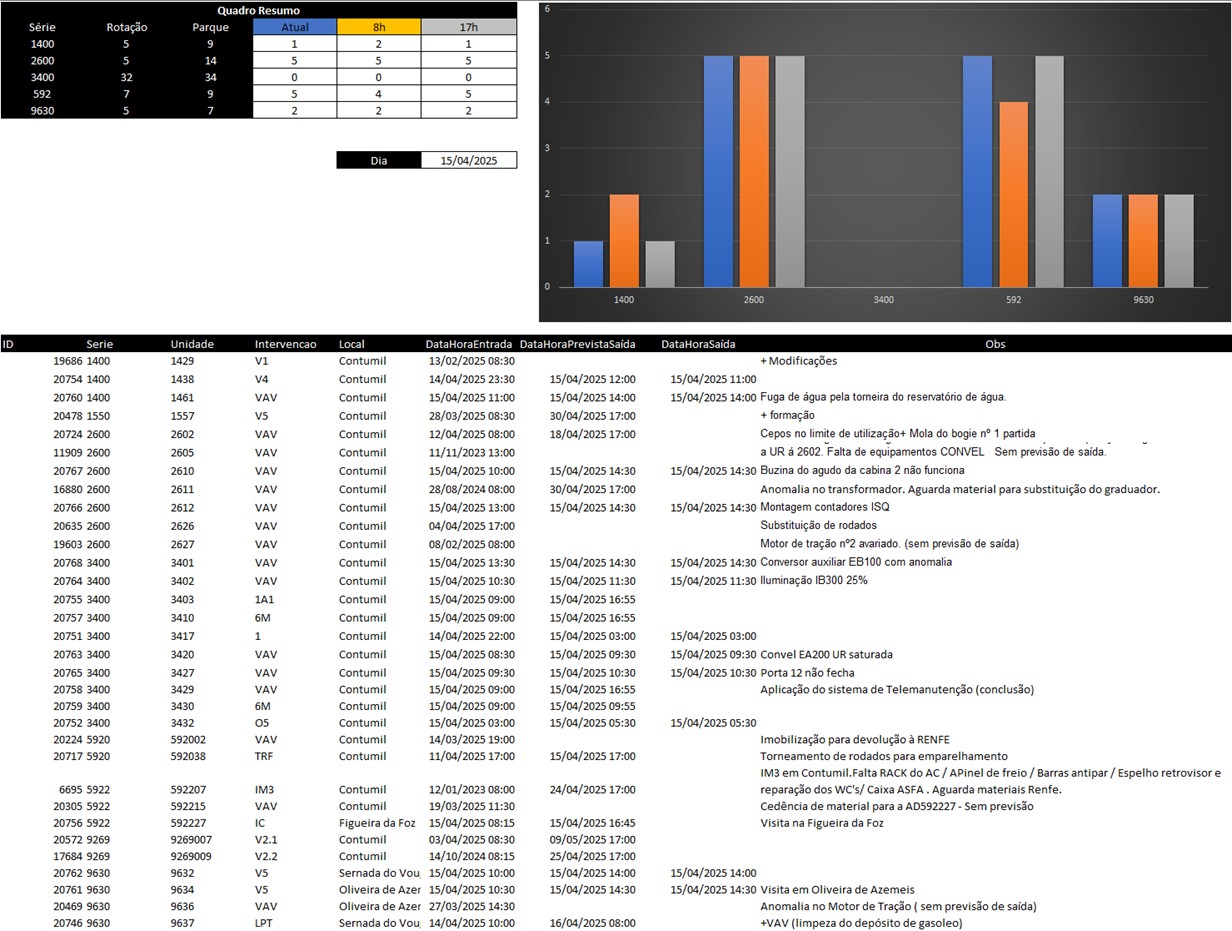 Quadro Resumo
Série Rotação Parque Atual 8h 17h
1400 5 9 1 2 1
2600 5 14 5 5 5
3400 32 34 0 0 0
592 7 9 5 4 5
9630 5 7 2 2 2
Dia 15/04/2025
6
5
4
3
2
1
0
1400 2600 3400 592 9630
ID Serie Unidade Intervencao Local DataHoraEntrada DataHoraPrevistaSaída DataHoraSaída Obs
19686 1400 1429 V1 Contumil 13/02/2025 08:30 + Modificações
20754 1400 1438 V4 Contumil 14/04/2025 23:30 15/04/2025 12:00 15/04/2025 11:00
20760 1400 1461 VAV Contumil 15/04/2025 11:00 15/04/2025 14:00 15/04/2025 14:00 Fuga de água pela torneira do reservatório de água.
20478 1550 1557 V5 Contumil 28/03/2025 08:30 30/04/2025 17:00 + formação
20724 2600 2602 VAV Contumil 12/04/2025 08:00 18/04/2025 17:00 Cepos no limite de utilização+ Mola do bogie nº 1 partida
11909 2600 2605 VAV Contumil 11/11/2023 13:00 a UR á 2602. Falta de equipamentos CONVEL Sem previsão de saída.
20767 2600 2610 VAV Contumil 15/04/2025 10:00 15/04/2025 14:30 15/04/2025 14:30 Buzina do agudo da cabina 2 não funciona
16880 2600 2611 VAV Contumil 28/08/2024 08:00 30/04/2025 17:00 Anomalia no transformador. Aguarda material para substituição do graduador.
20766 2600 2612 VAV Contumil 15/04/2025 13:00 15/04/2025 14:30 15/04/2025 14:30 Montagem contadores ISQ
20635 2600 2626 VAV Contumil 04/04/2025 17:00 Substituição de rodados
19603 2600 2627 VAV Contumil 08/02/2025 08:00 Motor de tração nº2 avariado. (sem previsão de saída)
20768 3400 3401 VAV Contumil 15/04/2025 13:30 15/04/2025 14:30 15/04/2025 14:30 Conversor auxiliar EB100 com anomalia
20764 3400 3402 VAV Contumil 15/04/2025 10:30 15/04/2025 11:30 15/04/2025 11:30 Iluminação IB300 25%
20755 3400 3403 1A1 Contumil 15/04/2025 09:00 15/04/2025 16:55
20757 3400 3410 6M Contumil 15/04/2025 09:00 15/04/2025 16:55
20751 3400 3417 1 Contumil 14/04/2025 22:00 15/04/2025 03:00 15/04/2025 03:00
20763 3400 3420 VAV Contumil 15/04/2025 08:30 15/04/2025 09:30 15/04/2025 09:30 Convel EA200 UR saturada
20765 3400 3427 VAV Contumil 15/04/2025 09:30 15/04/2025 10:30 15/04/2025 10:30 Porta 12 não fecha
20758 3400 3429 VAV Contumil 15/04/2025 09:00 15/04/2025 16:55 Aplicação do sistema de Telemanutenção (conclusão)
20759 3400 3430 6M Contumil 15/04/2025 09:00 15/04/2025 09:55
20752 3400 3432 O5 Contumil 15/04/2025 03:00 15/04/2025 05:30 15/04/2025 05:30
20224 5920 592002 VAV Contumil 14/03/2025 19:00 Imobilização para devolução à RENFE
20717 5920 592038 TRF Contumil 11/04/2025 17:00 15/04/2025 17:00 Torneamento de rodados para emparelhamento
IM3 em Contumil.Falta RACK do AC / APinel de freio / Barras antipar / Espelho retrovisor e
6695 5922 592207 IM3 Contumil 12/01/2023 08:00 24/04/2025 17:00 reparação dos WC's/ Caixa ASFA . Aguarda materiais Renfe.
20305 5922 592215 VAV Contumil 19/03/2025 11:30 Cedência de material para a AD592227 - Sem previsão
20756 5922 592227 IC Figueira da Foz 15/04/2025 08:15 15/04/2025 16:45 Visita na Figueira da Foz
20572 9269 9269007 V2.1 Contumil 03/04/2025 08:30 09/05/2025 17:00
17684 9269 9269009 V2.2 Contumil 14/10/2024 08:15 25/04/2025 17:00
20762 9630 9632 V5 Sernada do Vou 15/04/2025 10:00 15/04/2025 14:00 15/04/2025 14:00
20761 9630 9634 V5 Oliveira de Azer 15/04/2025 10:30 15/04/2025 14:30 15/04/2025 14:30 Visita em Oliveira de Azemeis
20469 9630 9636 VAV Oliveira de Azer 27/03/2025 14:30 Anomalia no Motor de Tração ( sem previsão de saída)
20746 9630 9637 LPT Sernada do Vou 14/04/2025 10:00 16/04/2025 08:00 +VAV (limpeza do depósito de gasoleo)